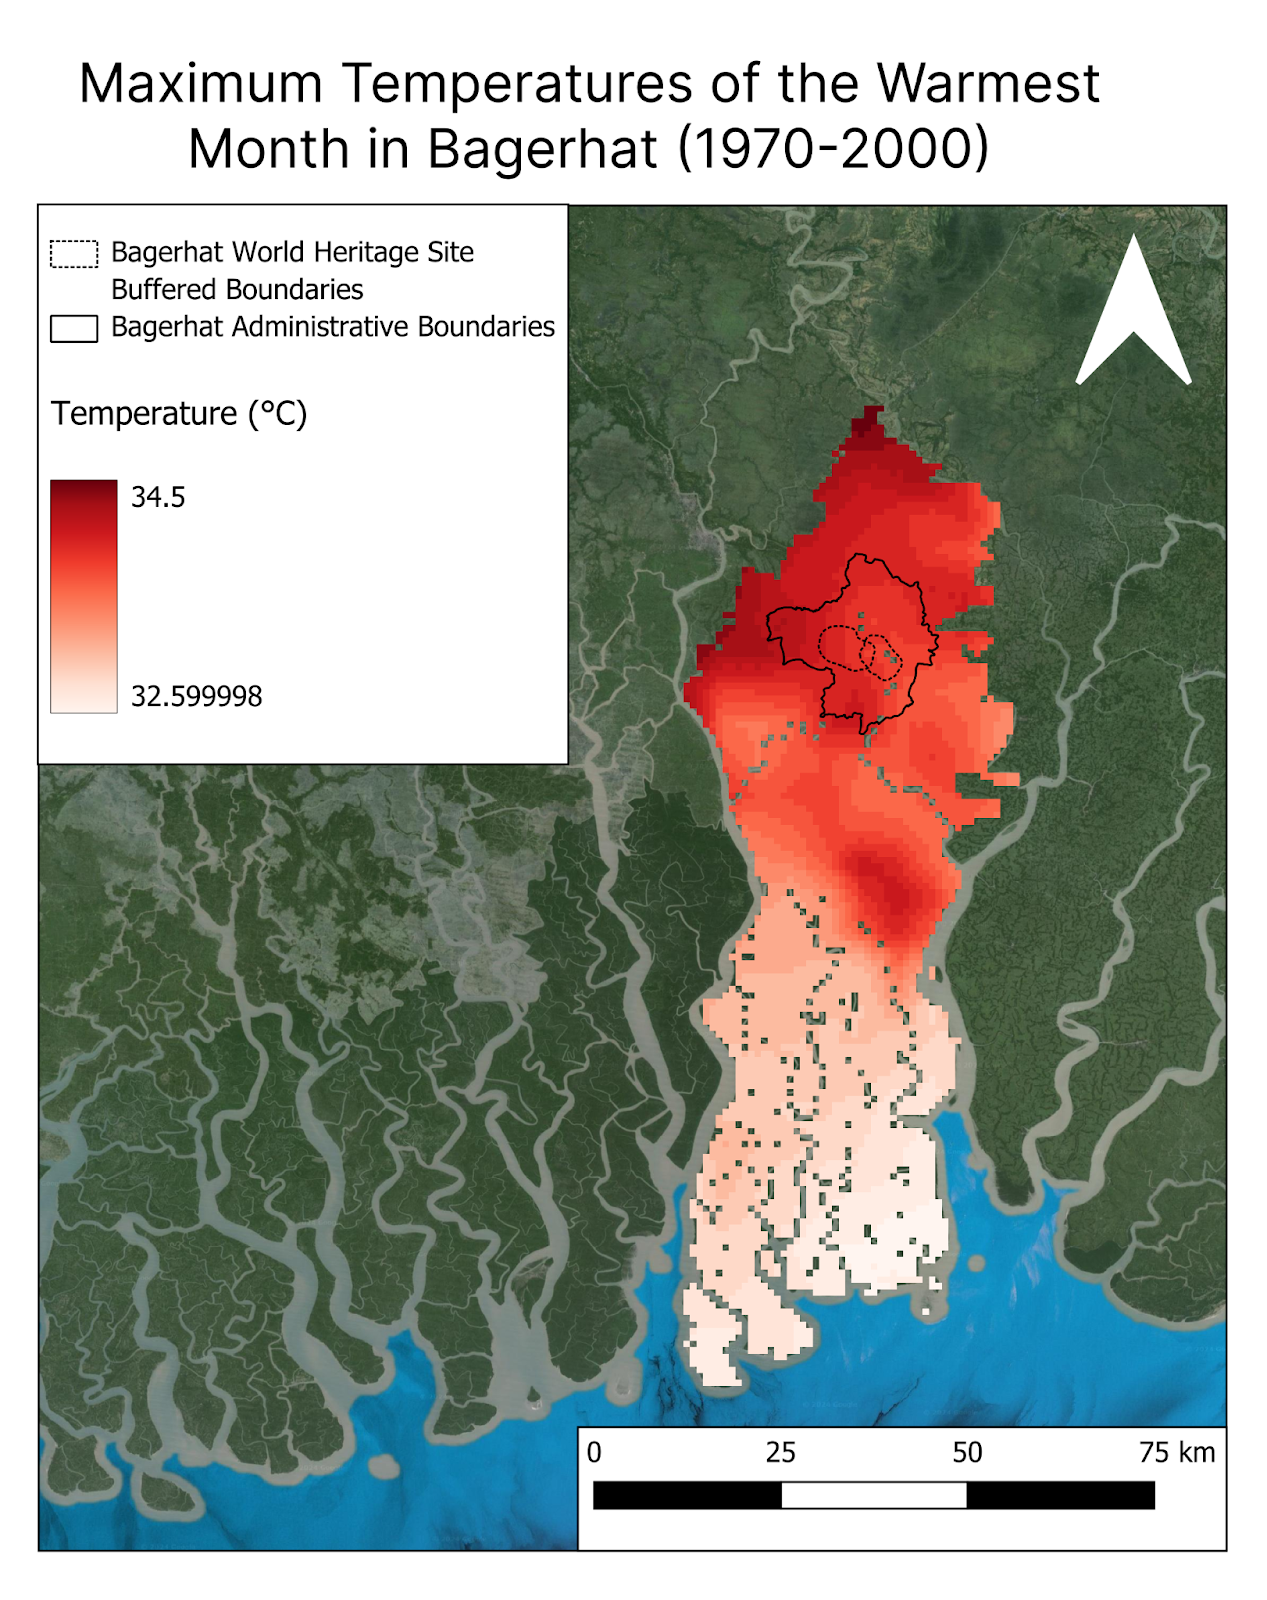 Maximum Temperatures of the Warmest
Month in Bagerhat (1970-2000)
Bagerhat World Heritage Site
Buffered Boundaries
Bagerhat Administrative Boundaries
Temperature (°C)
34.5
32.599998
0 25 50 75 km